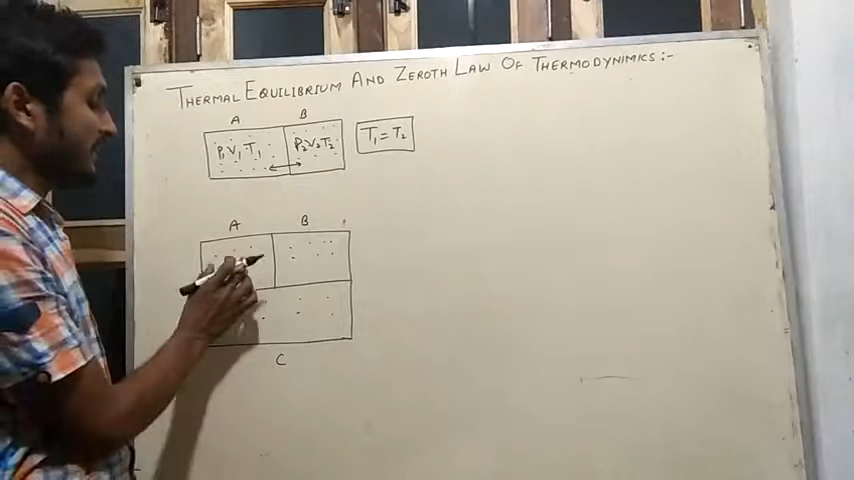 THERMAL EQUILIBRIUM AND ZEROTH LAW OF THERMODYNIMICS :-
A B
P₁V₁T₁ P₂V₂T₂ T₁=T₂
A B
C